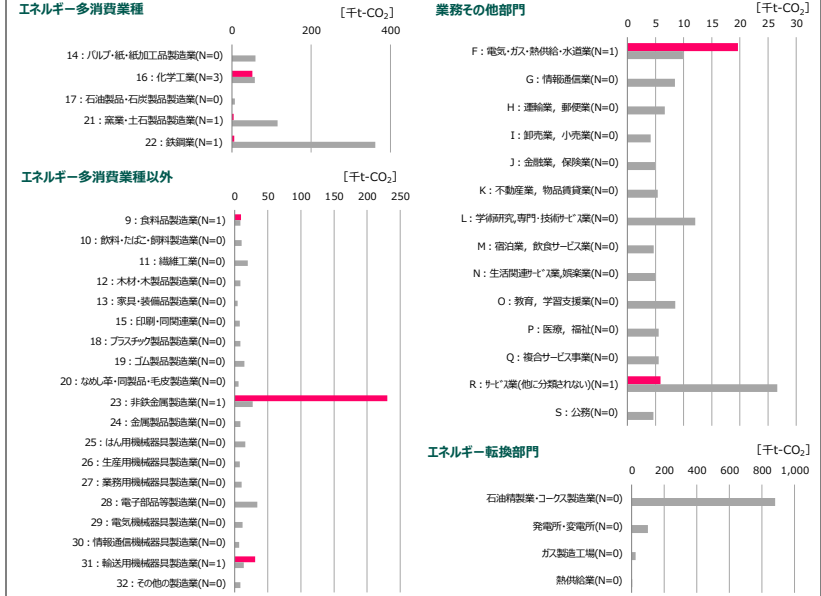 エネルギー多消費業種
[千t-CO₂]
0 200 400
14：パルプ・紙・紙加工品製造業(N=0)
16：化学工業(N=3)
17：石油製品・石炭製品製造業(N=0)
21：窯業・土石製品製造業(N=1)
22：鉄鋼業(N=1)
エネルギー多消費業種以外
[千t-CO₂]
0 50 100 150 200 250
9：食料品製造業(N=1)
10：飲料・たばこ・飼料製造業(N=0)
11：繊維工業(N=0)
12：木材・木製品製造業(N=0)
13：家具・装備品製造業(N=0)
15：印刷・同関連業(N=0)
18：プラスチック製品製造業(N=0)
19：ゴム製品製造業(N=0)
20：なめし革・同製品・毛皮製造業(N=0)
23：非鉄金属製造業(N=1)
24：金属製品製造業(N=0)
25：はん用機械器具製造業(N=0)
26：生産用機械器具製造業(N=0)
27：業務用機械器具製造業(N=0)
28：電子部品等製造業(N=0)
29：電気機械器具製造業(N=0)
30：情報通信機械器具製造業(N=0)
31：輸送用機械器具製造業(N=1)
32：その他の製造業(N=0)
業務その他部門
[千t-CO₂]
0 5 10 15 20 25 30
F：電気・ガス・熱供給・水道業(N=1)
G：情報通信業(N=0)
H：運輸業，郵便業(N=0)
I：卸売業，小売業(N=0)
J：金融業，保険業(N=0)
K：不動産業，物品賃貸業(N=0)
L：学術研究,専門・技術ｻｰﾋﾞｽ業(N=0)
M：宿泊業，飲食サービス業(N=0)
N：生活関連ｻｰﾋﾞｽ業,娯楽業(N=0)
O：教育，学習支援業(N=0)
P：医療，福祉(N=0)
Q：複合サービス事業(N=0)
R：ｻｰﾋﾞｽ業(他に分類されない)(N=1)
S：公務(N=0)
エネルギー転換部門
[千t-CO₂]
0 200 400 600 800 1,000
石油精製業・コークス製造業(N=0)
発電所・変電所(N=0)
ガス製造工場(N=0)
熱供給業(N=0)